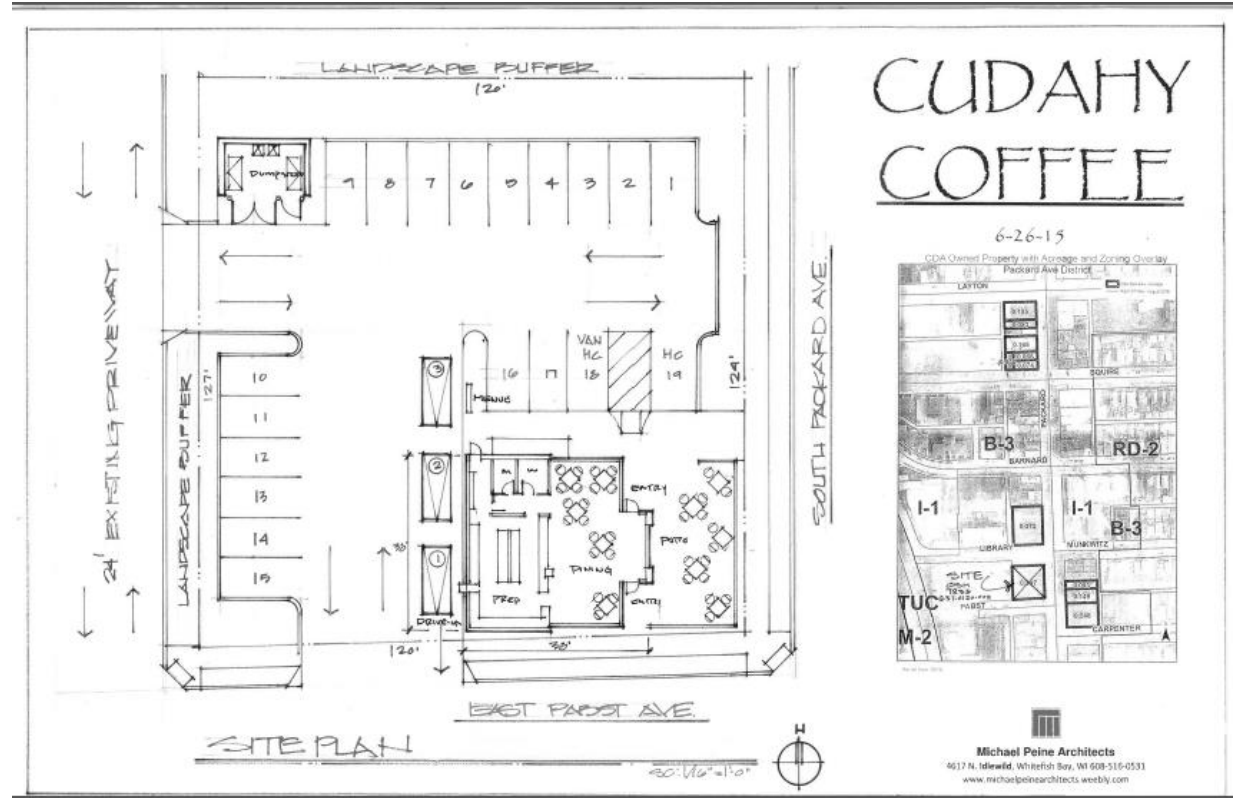 LANDSCAPE BUFFER
120'
CUDAHY
COFFEE
6-26-15
CDA Owned Property with Acreage and Zoning Overlay
Packard Ave District
LAYTON
SQUIRE
PACKARD
B-3
BARNARD
RD-2
I-1
I-1
B-3
LIBRARY
MUNKWITZ
SITE
PABST
TUC
CARPENTER
M-2
Dumpster
9 8 7 6 5 4 3 2 1
24' EXISTING PRIVEWAY
LANDSCAPE BUFFER
127'
10
11
12
13
14
15
3
MENUS
2
1
DRIVE-IN
16 17
VAN
HC
18
HC
19
124'
SOUTH PACKARD AVE.
M W
ENTRY
PATIO
DINING
PREP
ENTRY
120'
EAST PABST AVE.
SITE PLAN
N
Michael Peine Architects
4617 N. Idlewild, Whitefish Bay, WI 608-516-0531
www.michaelpeinearchitects.weebly.com